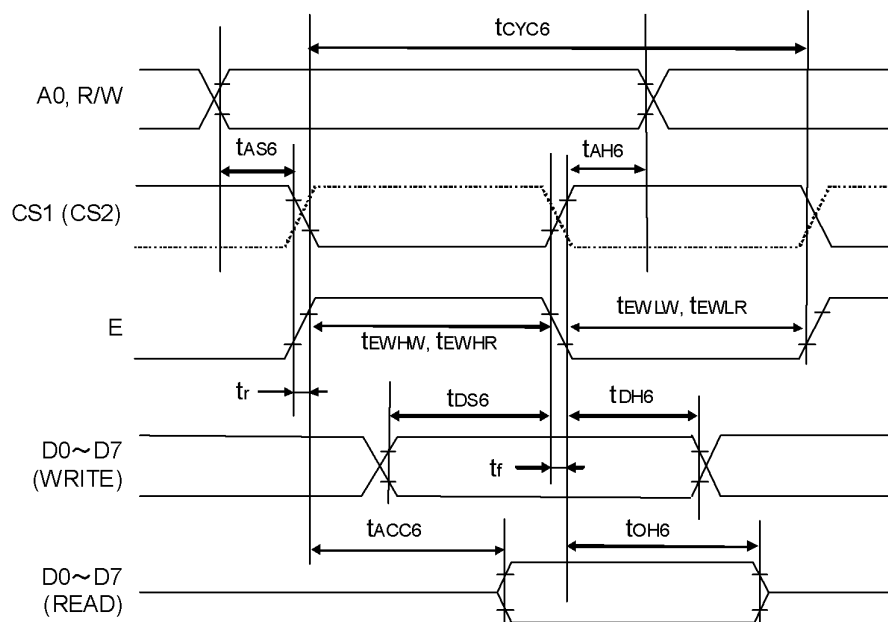 tCYC6
A0, R/W
tAS6
tAH6
CS1 (CS2)
E
tEWHW, tEWHR
tEWLW, tEWLR
tr
tDS6
tDH6
D0~D7
(WRITE)
tf
tACC6
tOH6
D0~D7
(READ)